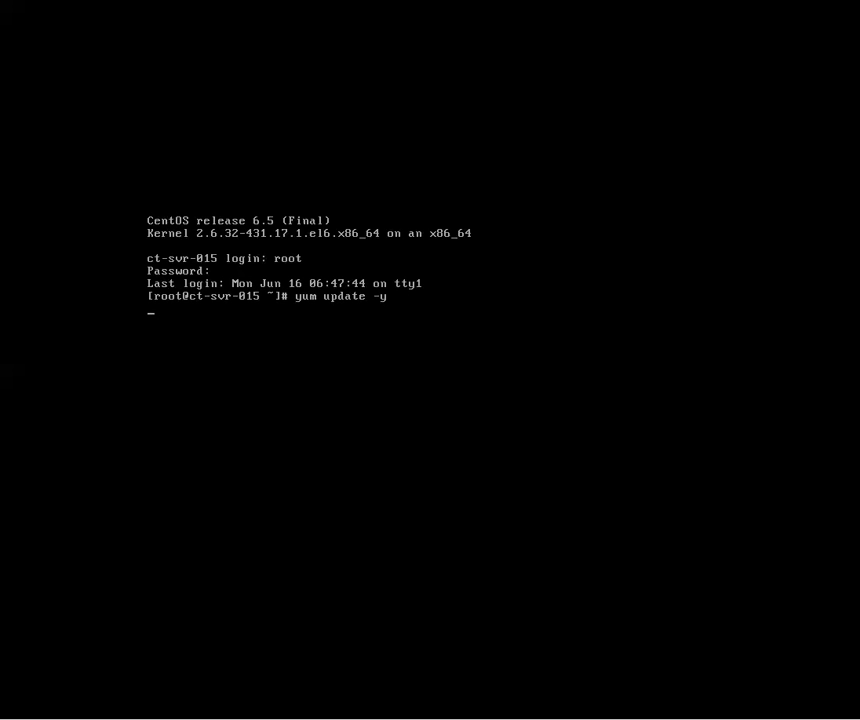 CentOS release 6.5 (Final)
Kernel 2.6.32-431.17.1.el6.x86_64 on an x86_64
ct-svr-015 login: root
Password:
Last login: Mon Jun 16 06:47:44 on tty1
[root@ct-svr-015 ~]# yum update -y